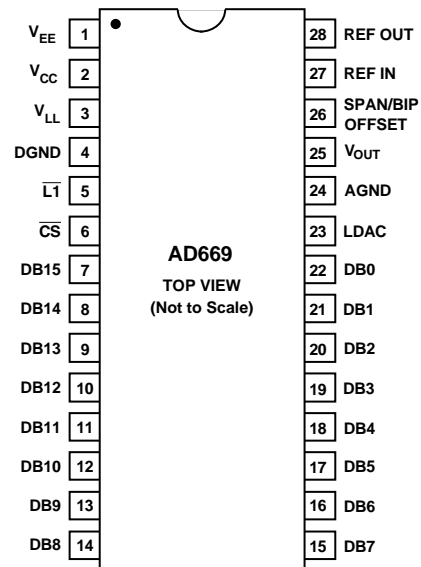 V_EE 1 28 REF OUT
V_CC 2 27 REF IN
V_LL 3 26 SPAN/BIP OFFSET
DGND 4 25 V_OUT
L̅1̅ 5 24 AGND
C̅S̅ 6 23 LDAC
AD669
TOP VIEW
(Not to Scale)
DB15 7 22 DB0
DB14 8 21 DB1
DB13 9 20 DB2
DB12 10 19 DB3
DB11 11 18 DB4
DB10 12 17 DB5
DB9 13 16 DB6
DB8 14 15 DB7